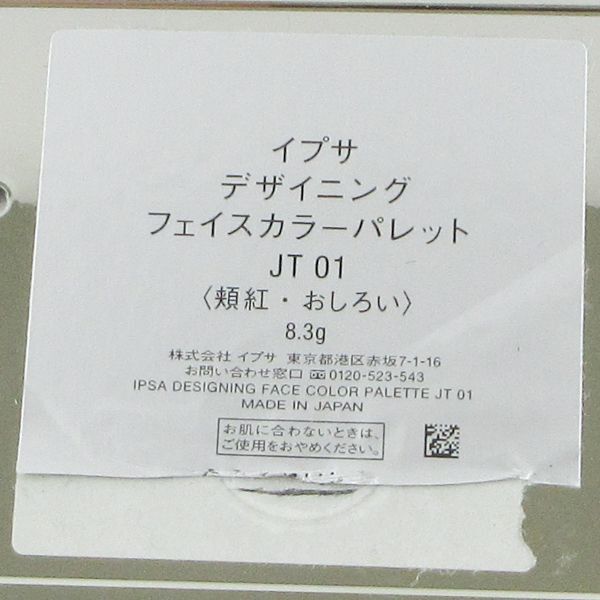 イプサ
デザイニング
フェイスカラーパレット
JT 01
〈頬紅・おしろい〉
8.3g
株式会社 イプサ 東京都港区赤坂7-1-16
お問い合わせ窓口 0120-523-543
IPSA DESIGNING FACE COLOR PALETTE JT 01
MADE IN JAPAN
お肌に合わないときは、
ご使用をおやめください。